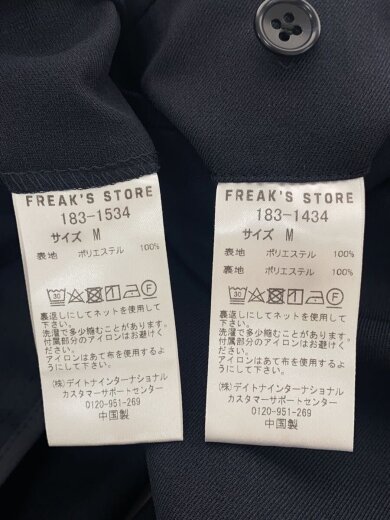 FREAK'S STORE
183-1534
サイズ M
表地 ポリエステル 100%
30
F
裏返しにしてネットを使用して
下さい。
洗濯で多少縮むことがあります。
付属部分のアイロンはお避けく
ださい。
アイロンはあて布を使用するよ
うにして下さい
(株)デイトナインターナショナル
カスタマーサポートセンター
0120-951-269
中国製
FREAK'S STORE
183-1434
サイズ M
表地 ポリエステル 100%
裏地 ポリエステル 100%
30
F
裏返しにしてネットを使用して
下さい。
洗濯で多少縮むことがあります。
付属部分のアイロンはお避けく
ださい。
アイロンはあて布を使用するよ
うにして下さい
(株)デイトナインターナショナル
カスタマーサポートセンター
0120-951-269
中国製